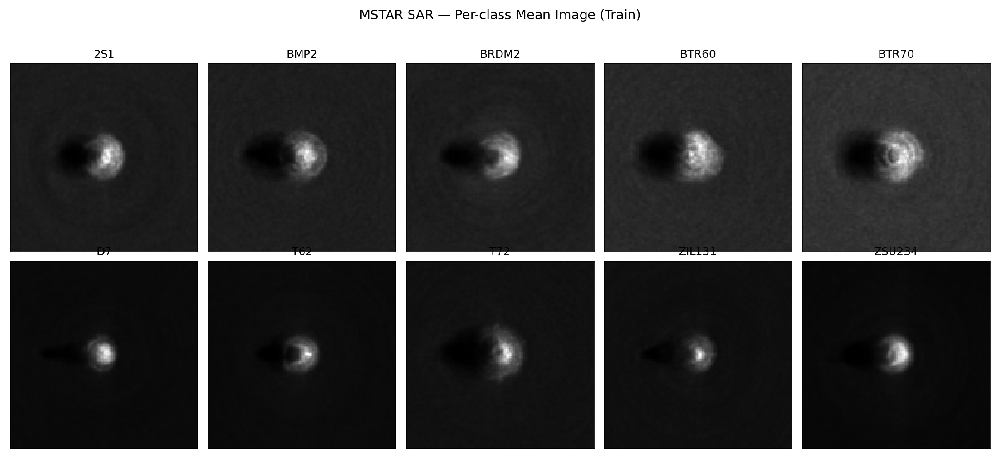 MSTAR SAR — Per-class Mean Image (Train)
2S1 BMP2 BRDM2 BTR60 BTR70
D7 T62 T72 ZIL131 ZSU234